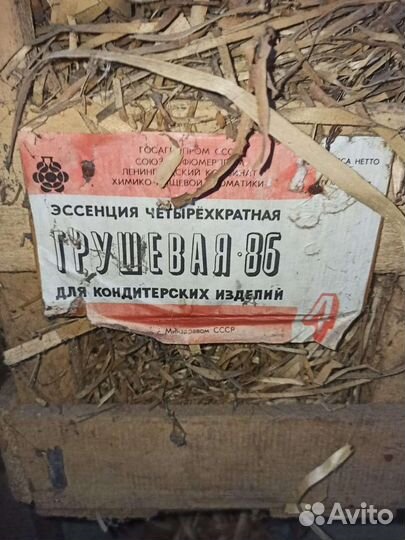 ГОСАГРОПРОМ СССР
СОЮЗПАРФЮМЕРПРОМ
ЛЕНИНГРАДСКИЙ КОМБИНАТ
ХИМИКО-ПИЩЕВОЙ АРОМАТИКИ
НЕТТО
ЭССЕНЦИЯ ЧЕТЫРЕХКРАТНАЯ
ГРУШЕВАЯ·86
ДЛЯ КОНДИТЕРСКИХ ИЗДЕЛИЙ
4
с Минздравом СССР
Avito